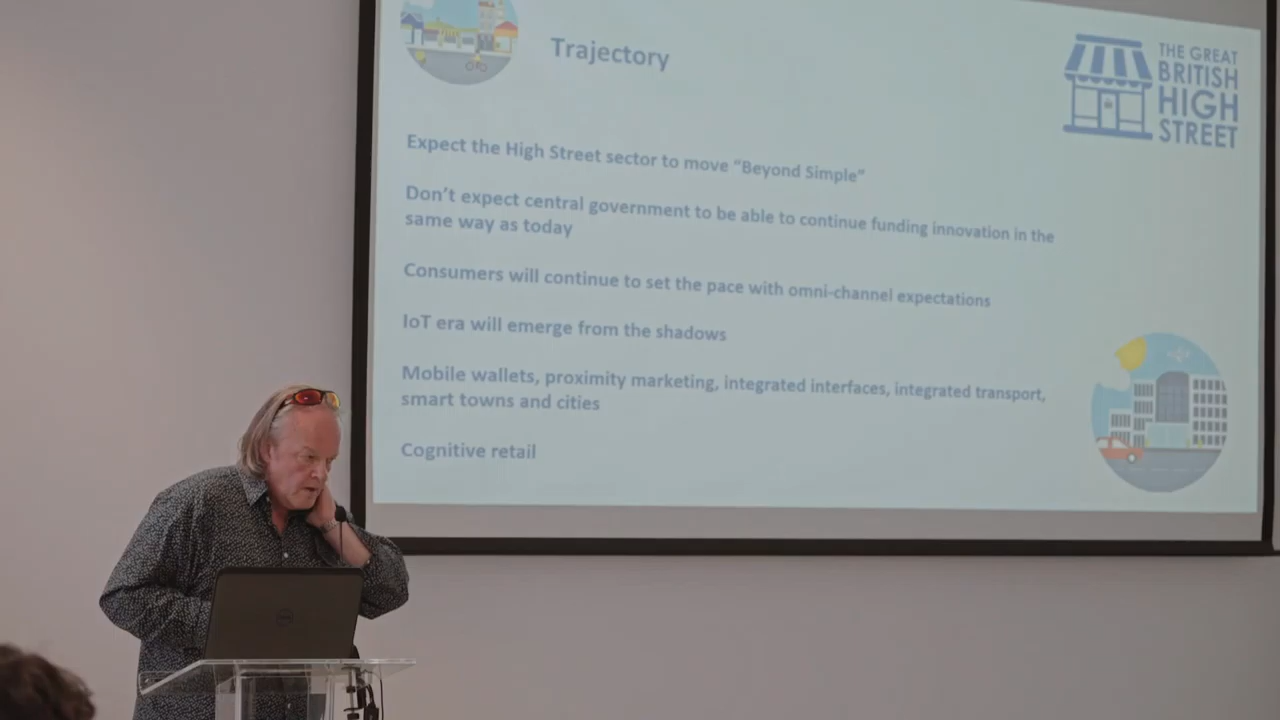 Trajectory
THE GREAT
BRITISH
HIGH
STREET
Expect the High Street sector to move “Beyond Simple”
Don’t expect central government to be able to continue funding innovation in the
same way as today
Consumers will continue to set the pace with omni-channel expectations
IoT era will emerge from the shadows
Mobile wallets, proximity marketing, integrated interfaces, integrated transport,
smart towns and cities
Cognitive retail